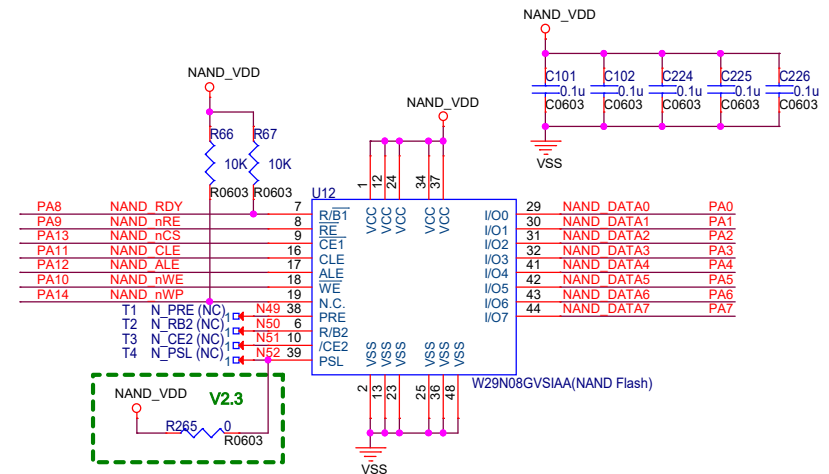 NAND_VDD
C101
0.1u
C0603
C102
0.1u
C0603
C224
0.1u
C0603
C225
0.1u
C0603
C226
0.1u
C0603
VSS
NAND_VDD
R66
10K
R0603
R67
10K
R0603
NAND_VDD
1
12
24
34
37
U12
VCC
VCC
VCC
VCC
VCC
PA8 NAND_RDY 7 R/B1
PA9 NAND_nRE 8 RE
PA13 NAND_nCS 9 CE1
PA11 NAND_CLE 16 CLE
PA12 NAND_ALE 17 ALE
PA10 NAND_nWE 18 WE
PA14 NAND_nWP 19 N.C.
T1 N_PRE (NC) 1 N49 38 PRE
T2 N_RB2 (NC) 1 N50 6 R/B2
T3 N_CE2 (NC) 1 N51 10 /CE2
T4 N_PSL (NC) 1 N52 39 PSL
I/O0 29 NAND_DATA0 PA0
I/O1 30 NAND_DATA1 PA1
I/O2 31 NAND_DATA2 PA2
I/O3 32 NAND_DATA3 PA3
I/O4 41 NAND_DATA4 PA4
I/O5 42 NAND_DATA5 PA5
I/O6 43 NAND_DATA6 PA6
I/O7 44 NAND_DATA7 PA7
VSS
VSS
VSS
VSS
VSS
VSS
2
13
23
25
36
48
W29N08GVSIAA(NAND Flash)
VSS
V2.3
NAND_VDD
R265 0
R0603